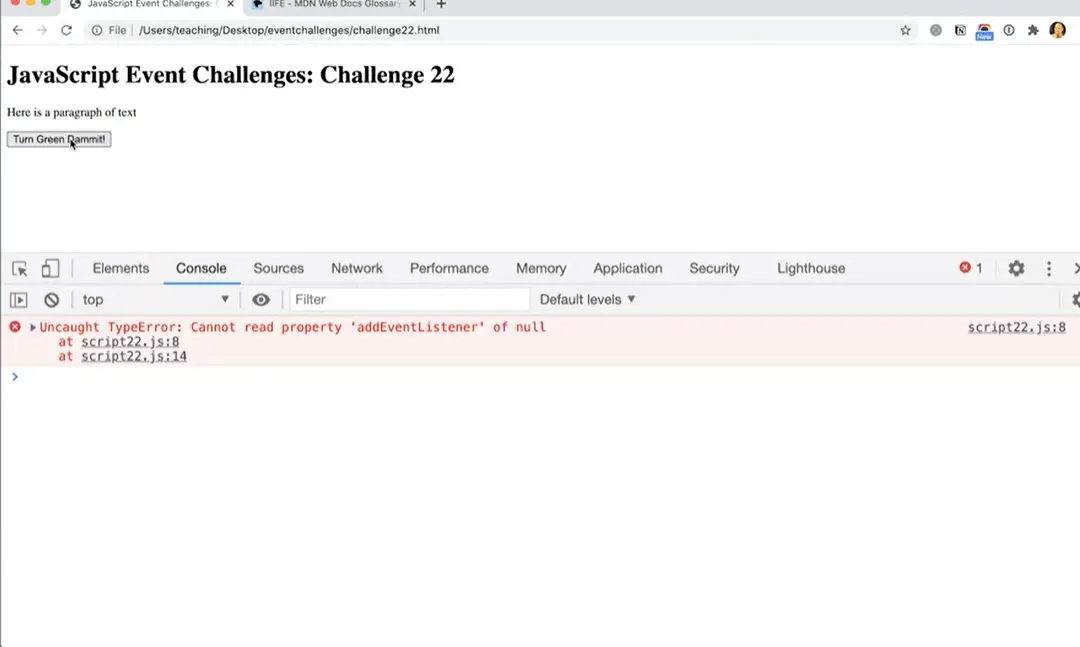 JavaScript Event Challenges:
IIFE - MDN Web Docs Glossary
File /Users/teaching/Desktop/eventchallenges/challenge22.html
New
JavaScript Event Challenges: Challenge 22
Here is a paragraph of text
Turn Green Dammit!
Elements Console Sources Network Performance Memory Application Security Lighthouse 1
top Filter Default levels
Uncaught TypeError: Cannot read property 'addEventListener' of null script22.js:8
at script22.js:8
at script22.js:14